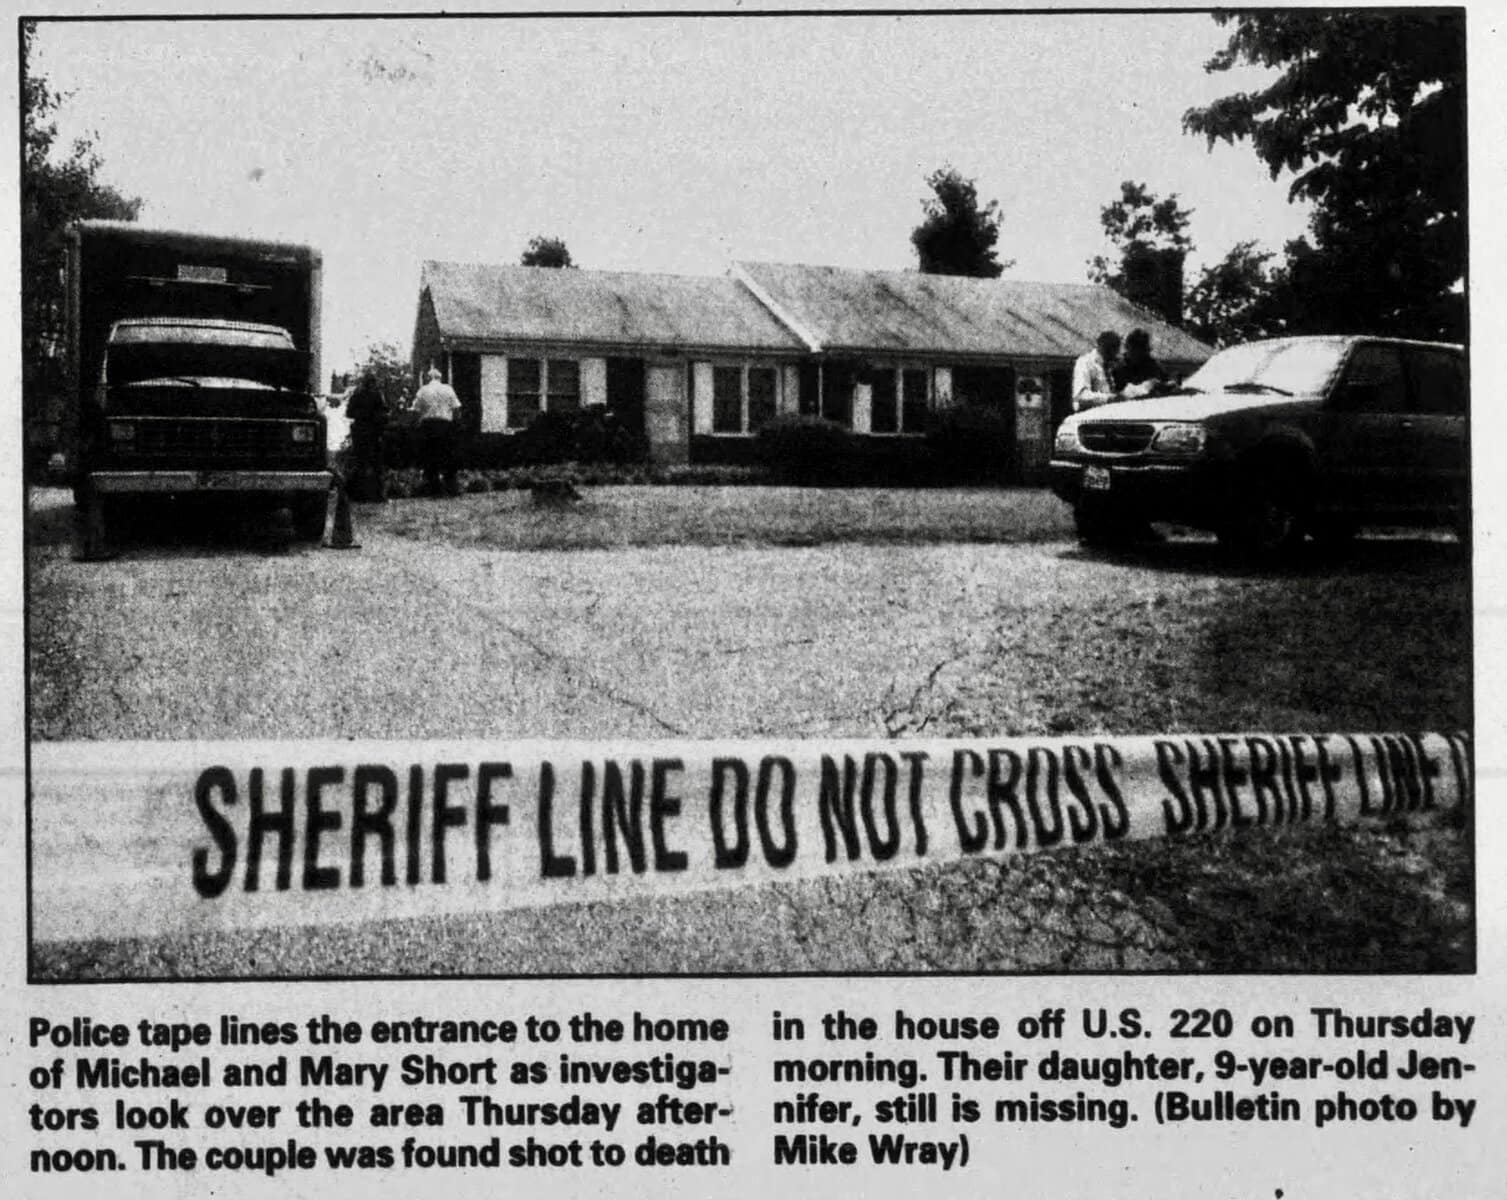 SHERIFF LINE DO NOT CROSS SHERIFF LINE
Police tape lines the entrance to the home
of Michael and Mary Short as investiga-
tors look over the area Thursday after-
noon. The couple was found shot to death
in the house off U.S. 220 on Thursday
morning. Their daughter, 9-year-old Jen-
nifer, still is missing. (Bulletin photo by
Mike Wray)